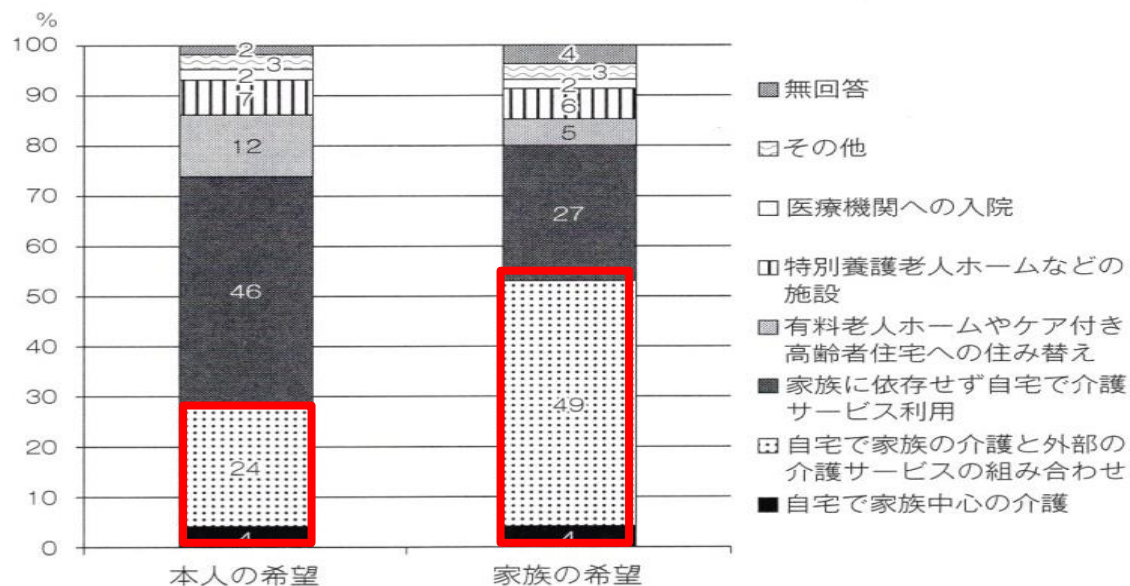 %
100
90
80
70
60
50
40
30
20
10
0
2
3
2
7
12
46
24
4
本人の希望
4
3
2
6
5
27
49
4
家族の希望
無回答
その他
医療機関への入院
特別養護老人ホームなどの
施設
有料老人ホームやケア付き
高齢者住宅への住み替え
家族に依存せず自宅で介護
サービス利用
自宅で家族の介護と外部の
介護サービスの組み合わせ
自宅で家族中心の介護